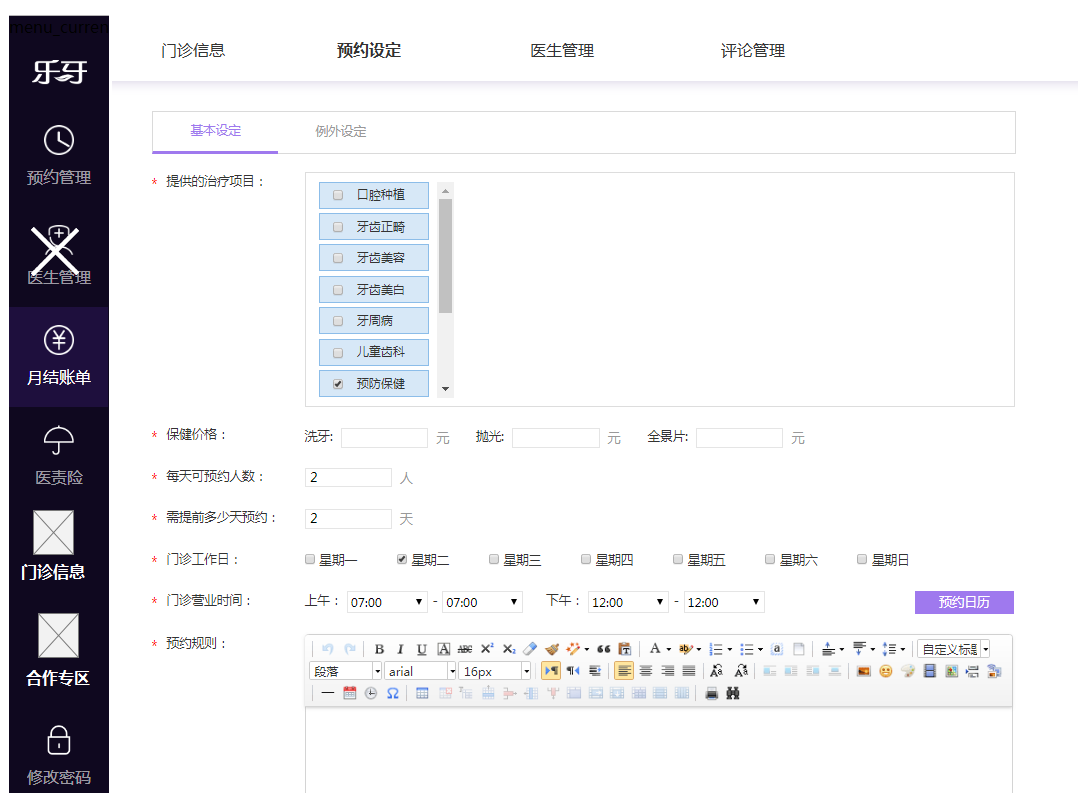 menu_curren
乐牙
预约管理
医生管理
月结账单
医责险
门诊信息
合作专区
修改密码
门诊信息 预约设定 医生管理 评论管理
基本设定 例外设定
* 提供的治疗项目：
口腔种植
牙齿正畸
牙齿美容
牙齿美白
牙周病
儿童齿科
预防保健
* 保健价格： 洗牙: 元 抛光: 元 全景片: 元
* 每天可预约人数： 2 人
* 需提前多少天预约： 2 天
* 门诊工作日： 星期一 星期二 星期三 星期四 星期五 星期六 星期日
* 门诊营业时间： 上午： 07:00 - 07:00 下午： 12:00 - 12:00 预约日历
* 预约规则：
B I U A ABC X² X₂ A ab a 自定义标题
段落 arial 16px
Ω